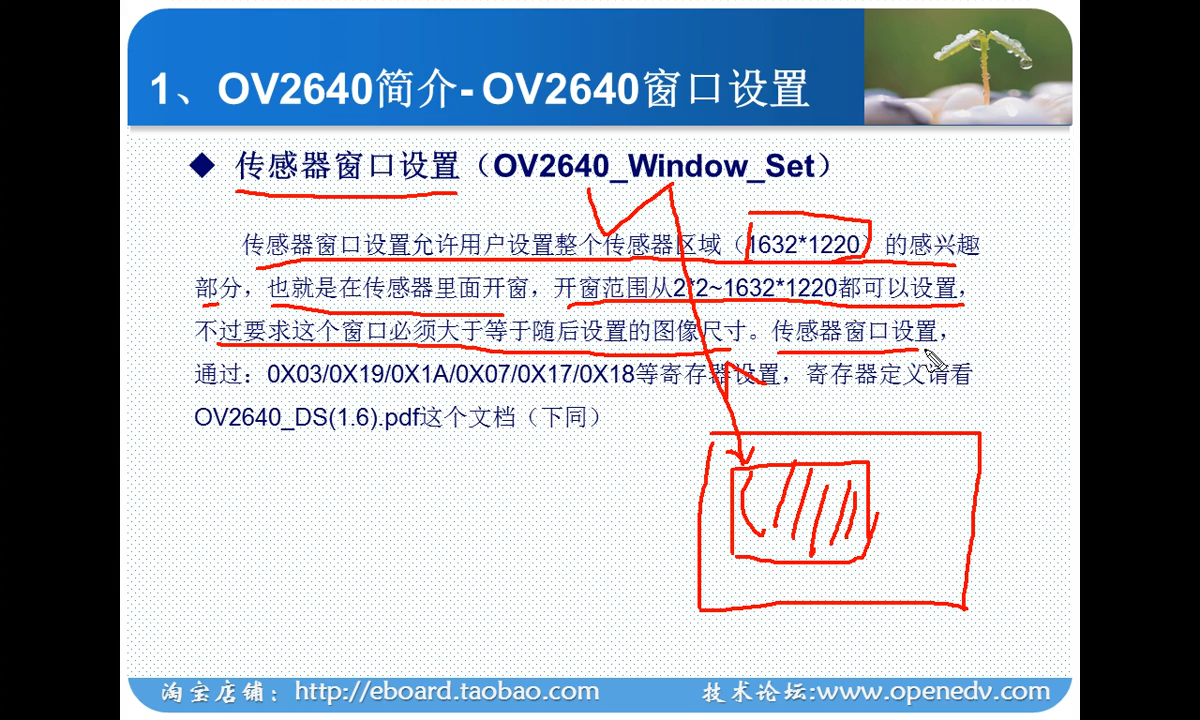 1、OV2640简介- OV2640窗口设置
◆ 传感器窗口设置（OV2640_Window_Set）
传感器窗口设置允许用户设置整个传感器区域（1632*1220）的感兴趣
部分，也就是在传感器里面开窗，开窗范围从2*2~1632*1220都可以设置，
不过要求这个窗口必须大于等于随后设置的图像尺寸。传感器窗口设置，
通过：0X03/0X19/0X1A/0X07/0X17/0X18等寄存器设置，寄存器定义请看
OV2640_DS(1.6).pdf这个文档（下同）
淘宝店铺：http://eboard.taobao.com 技术论坛:www.openedv.com